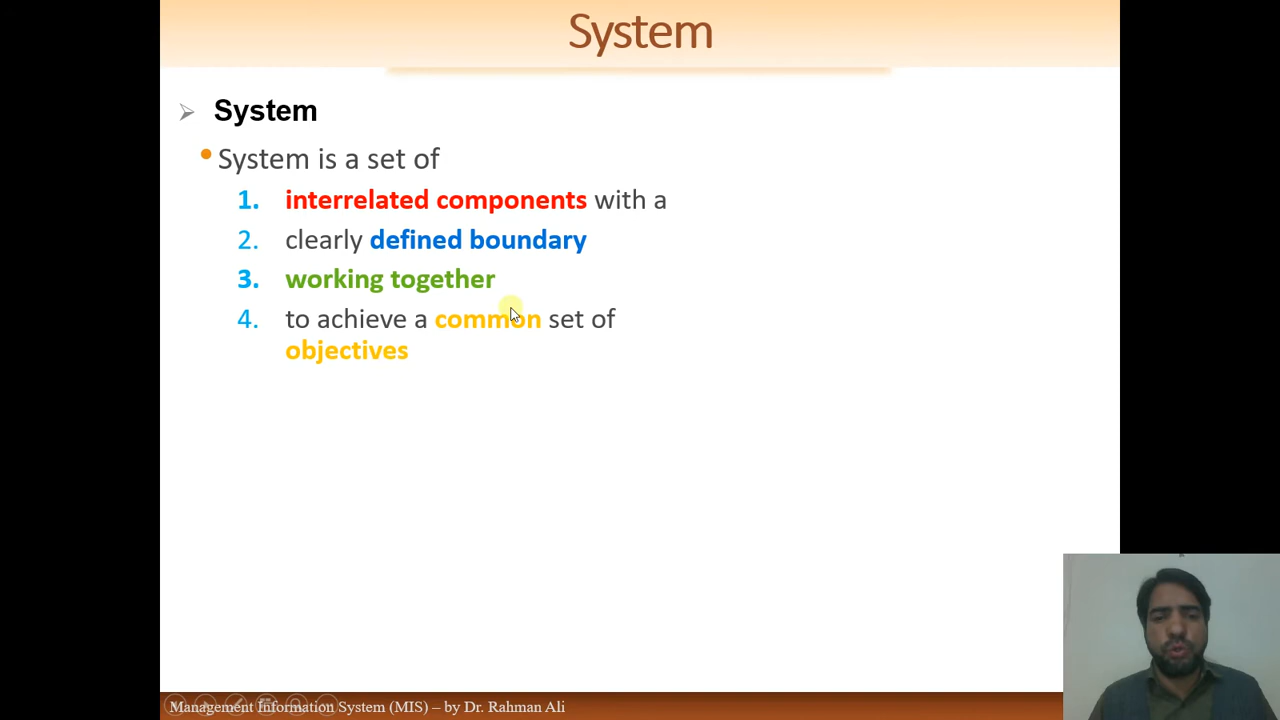 System
System
System is a set of
1. interrelated components with a
2. clearly defined boundary
3. working together
4. to achieve a common set of
objectives
Management Information System (MIS) – by Dr. Rahman Ali